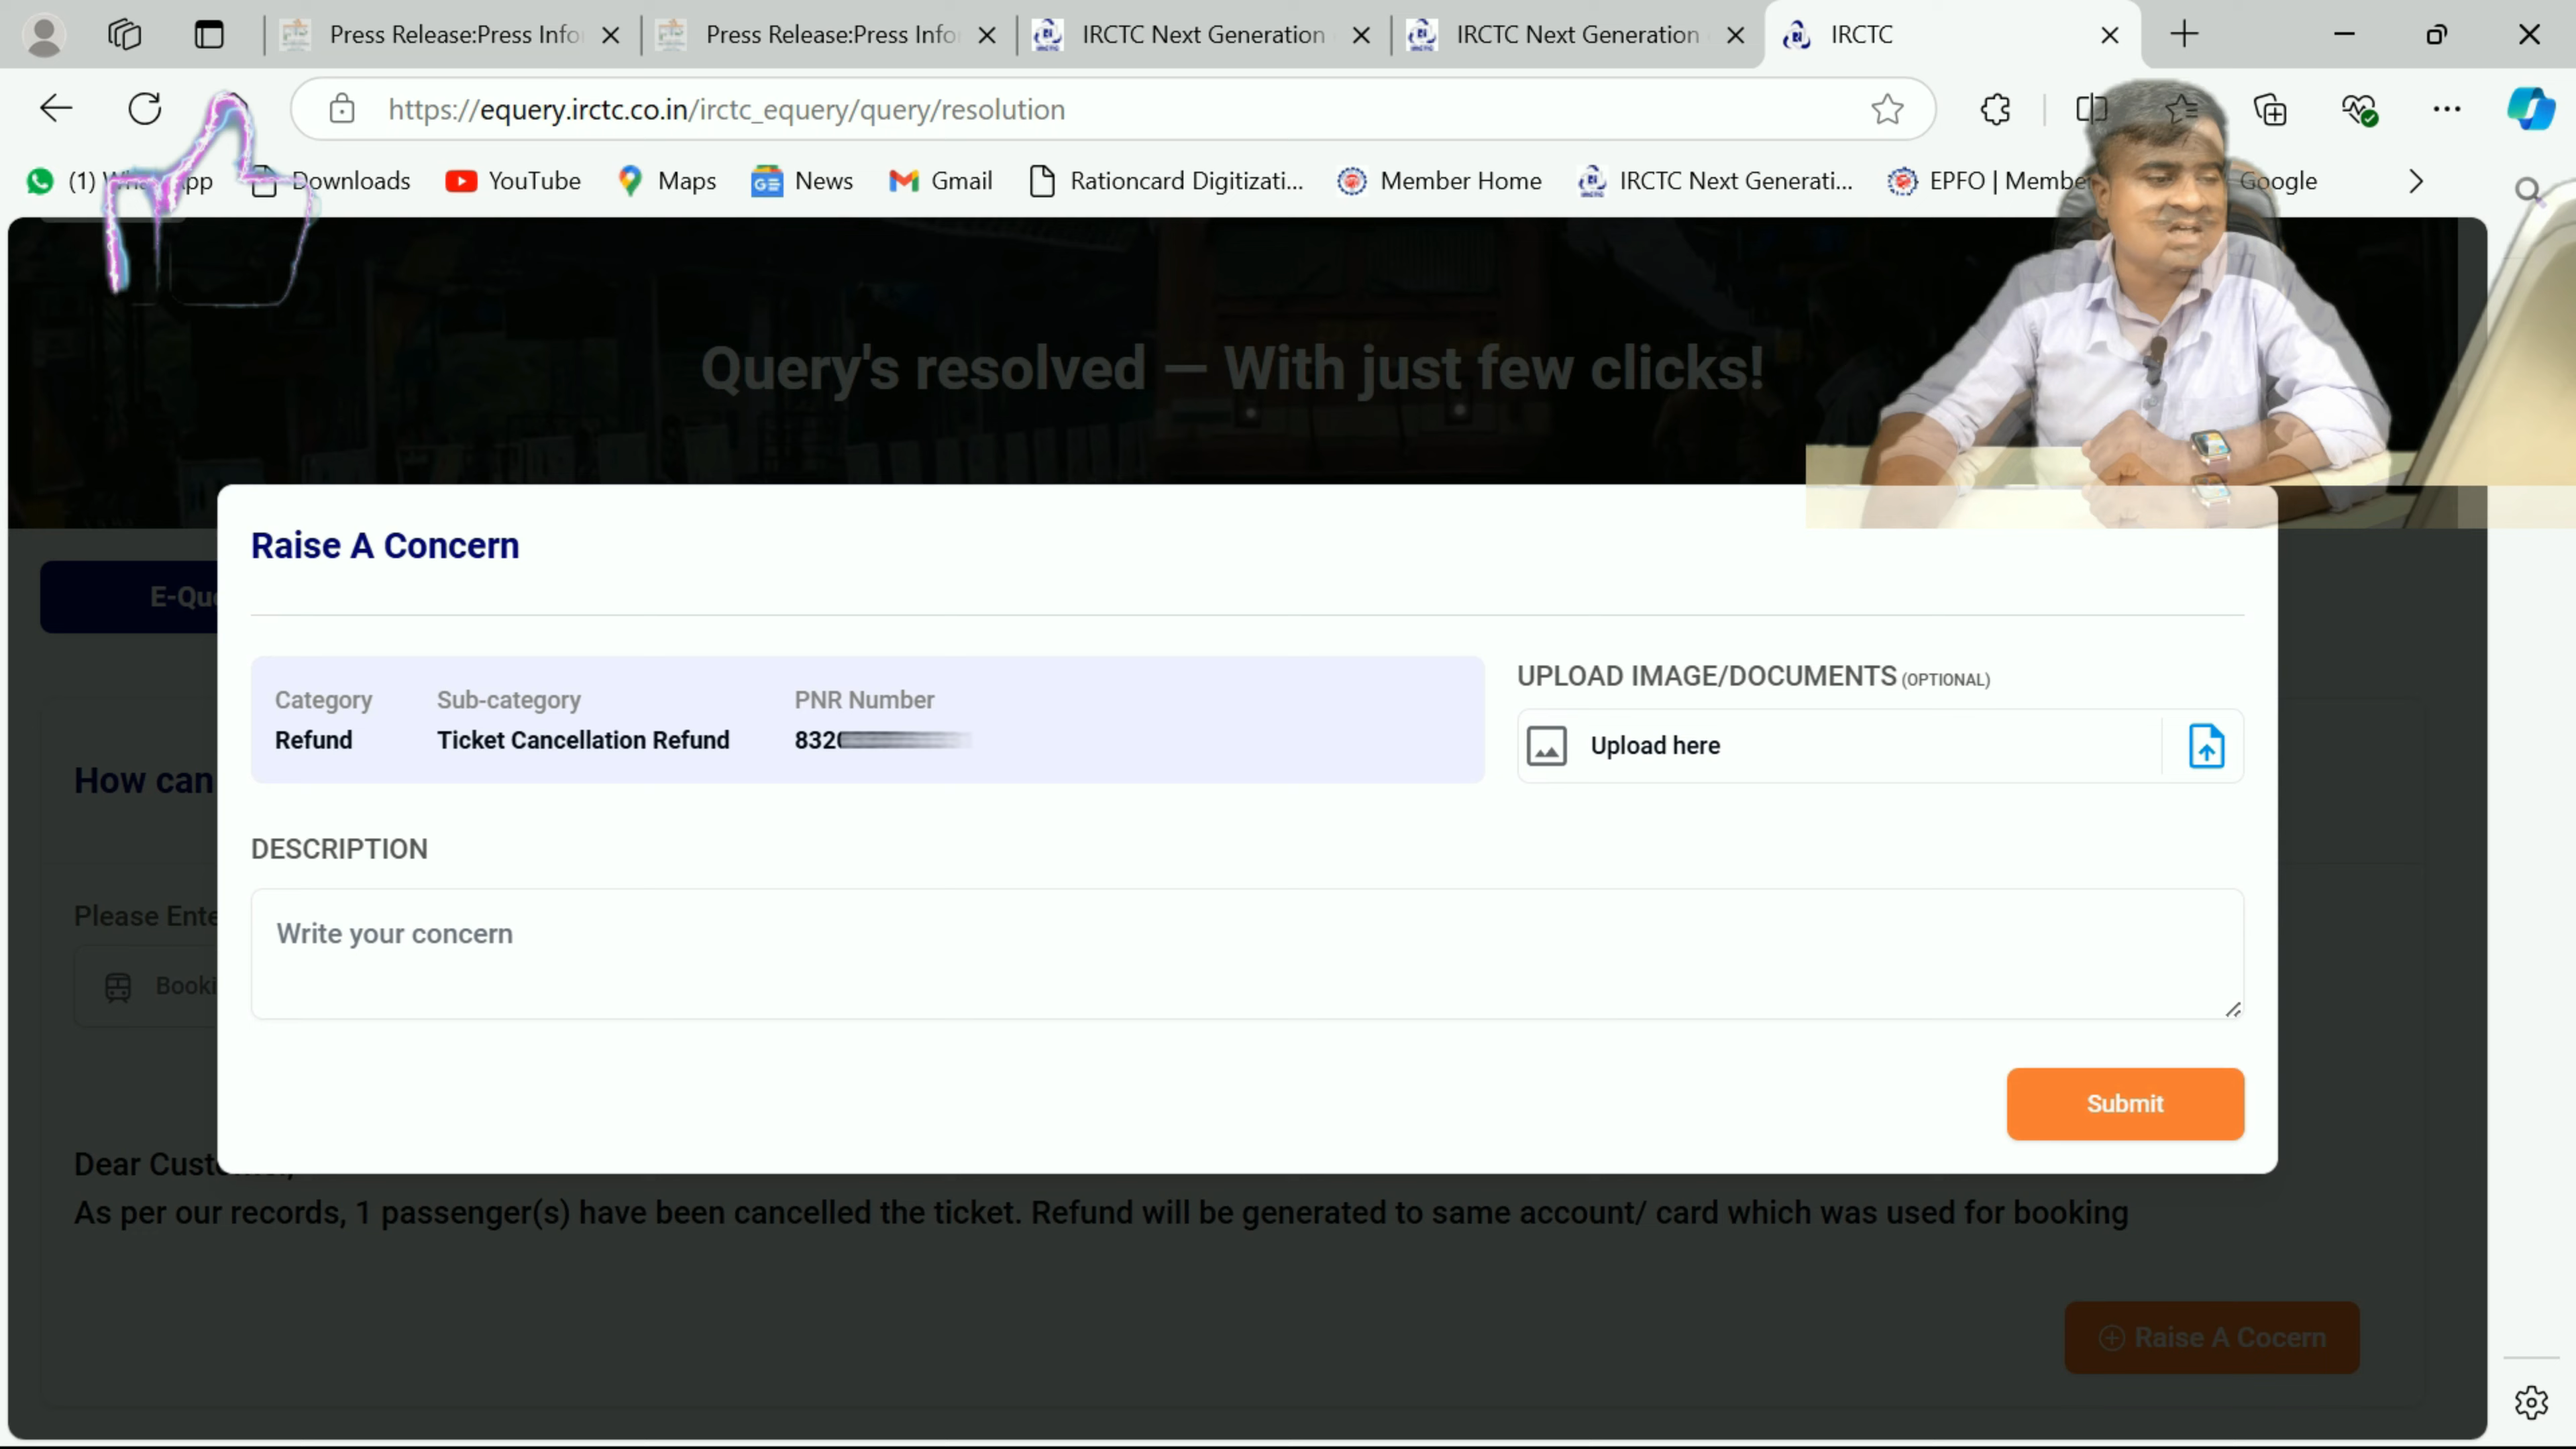 Press Release:Press Info
Press Release:Press Info
IRCTC Next Generation
IRCTC Next Generation
IRCTC
https://equery.irctc.co.in/irctc_equery/query/resolution
(1)
Downloads
YouTube
Maps
News
Gmail
Rationcard Digitizati...
Member Home
IRCTC Next Generati...
EPFO | Membe
Google
Query's resolved — With just few clicks!
Raise A Concern
E-Que
Category
Sub-category
PNR Number
Refund
Ticket Cancellation Refund
832
UPLOAD IMAGE/DOCUMENTS (OPTIONAL)
Upload here
How can
DESCRIPTION
Please Ente
Write your concern
Booki
Submit
Dear Cust
As per our records, 1 passenger(s) have been cancelled the ticket. Refund will be generated to same account/ card which was used for booking
Raise A Cocern